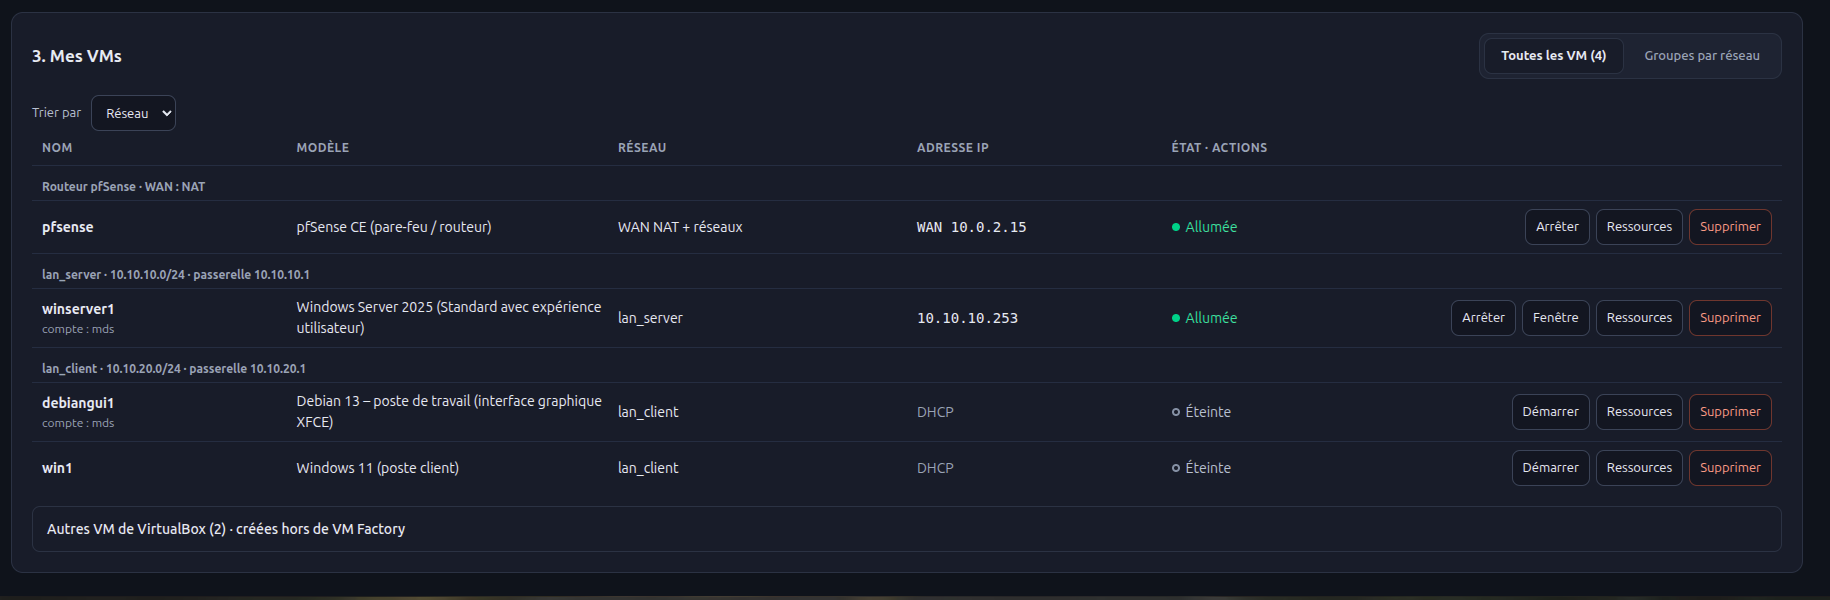 3. Mes VMs
Toutes les VM (4)
Groupes par réseau
Trier par
Réseau
NOM
MODÈLE
RÉSEAU
ADRESSE IP
ÉTAT · ACTIONS
Routeur pfSense · WAN : NAT
pfsense
pfSense CE (pare-feu / routeur)
WAN NAT + réseaux
WAN 10.0.2.15
Allumée
Arrêter
Ressources
Supprimer
lan_server · 10.10.10.0/24 · passerelle 10.10.10.1
winserver1
compte : mds
Windows Server 2025 (Standard avec expérience
utilisateur)
lan_server
10.10.10.253
Allumée
Arrêter
Fenêtre
Ressources
Supprimer
lan_client · 10.10.20.0/24 · passerelle 10.10.20.1
debiangui1
compte : mds
Debian 13 – poste de travail (interface graphique
XFCE)
lan_client
DHCP
Éteinte
Démarrer
Ressources
Supprimer
win1
Windows 11 (poste client)
lan_client
DHCP
Éteinte
Démarrer
Ressources
Supprimer
Autres VM de VirtualBox (2) · créées hors de VM Factory